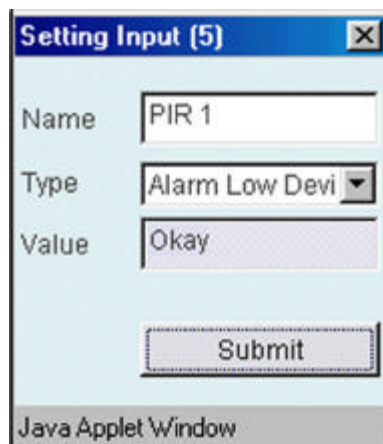 Setting Input (5)
Name PIR 1
Type Alarm Low Devi
Value Okay
Submit
Java Applet Window